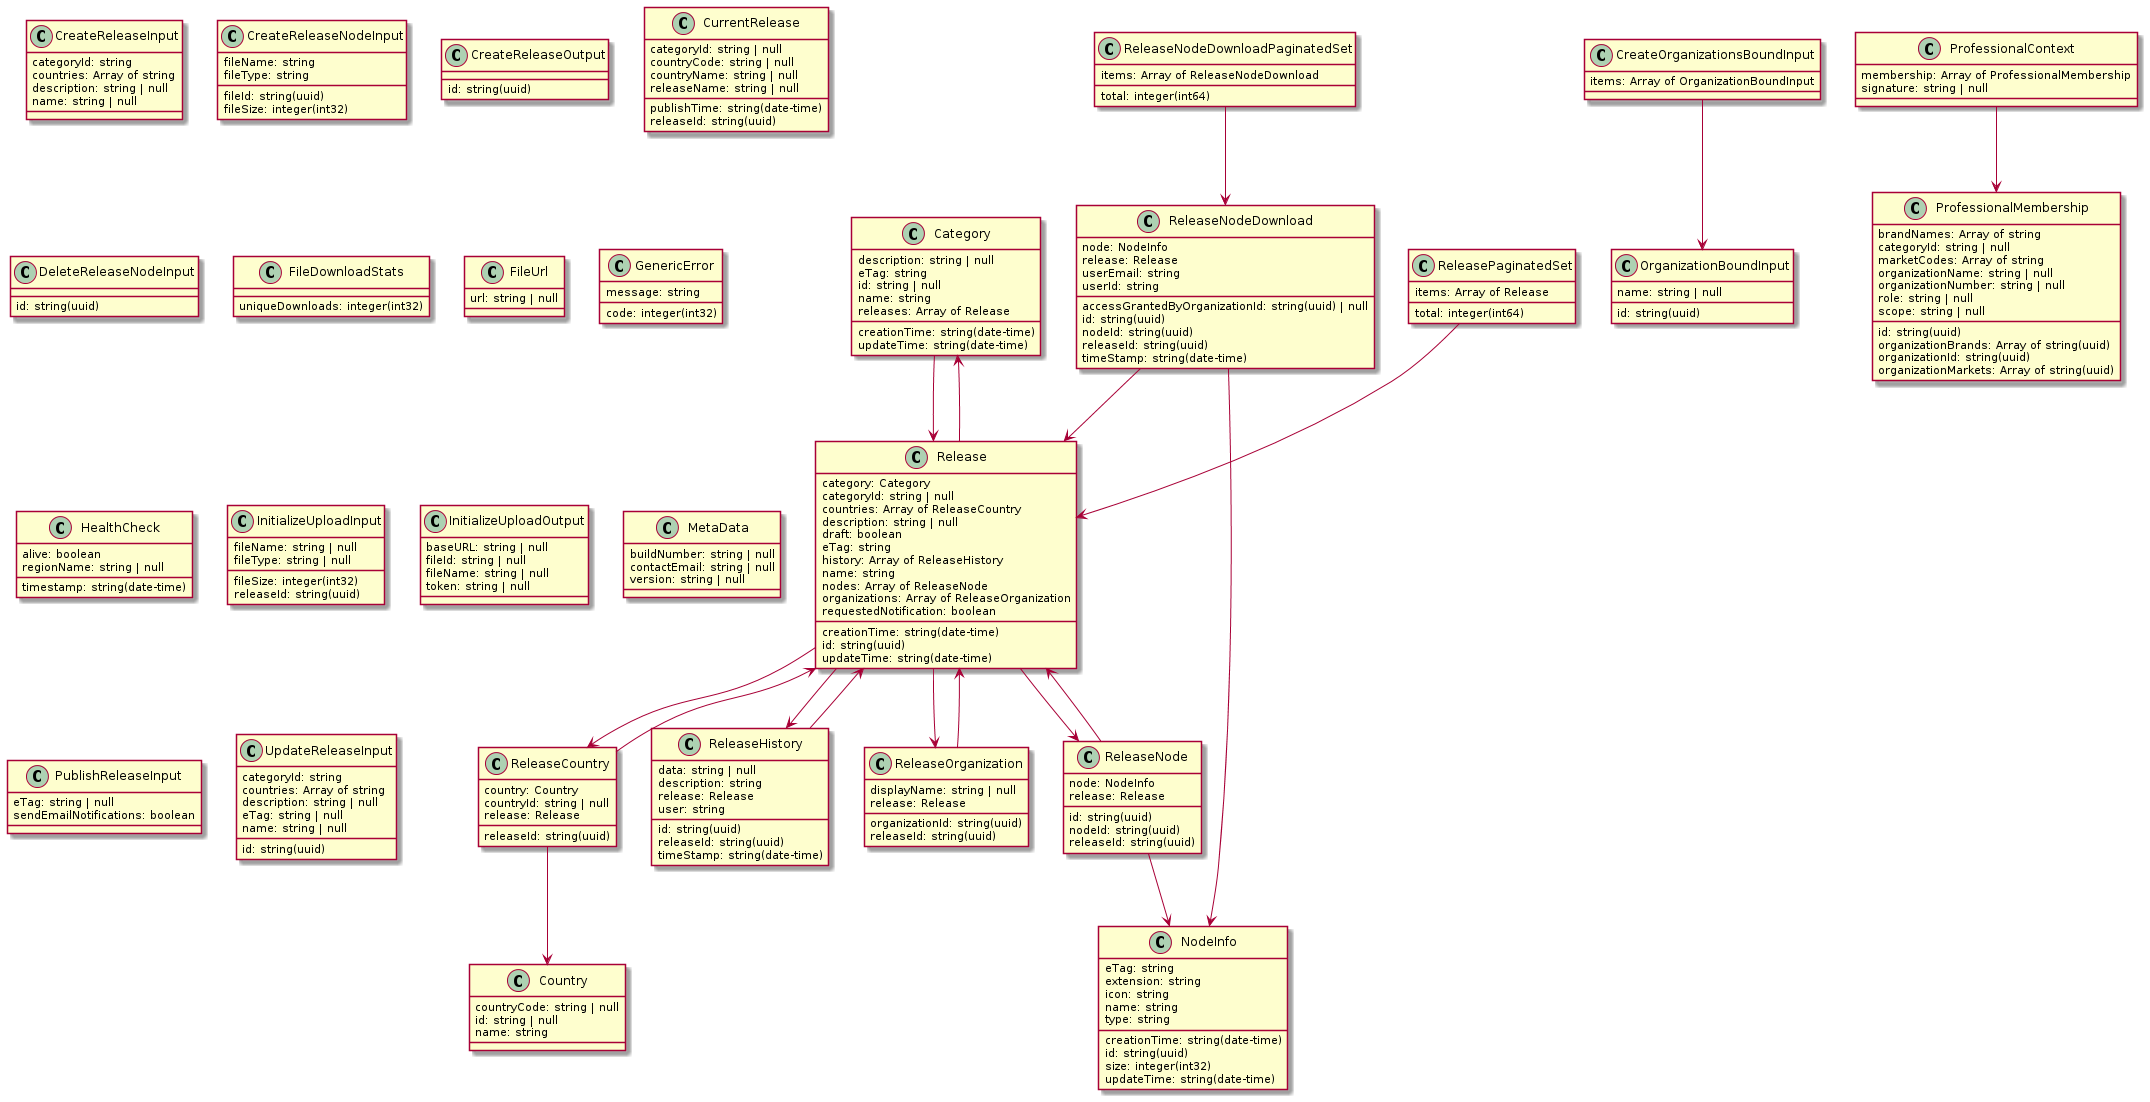 C CreateReleaseInput
categoryId: string
countries: Array of string
description: string | null
name: string | null
C CreateReleaseNodeInput
fileName: string
fileType: string
fileId: string(uuid)
fileSize: integer(int32)
C CreateReleaseOutput
id: string(uuid)
C CurrentRelease
categoryId: string | null
countryCode: string | null
countryName: string | null
releaseName: string | null
publishTime: string(date-time)
releaseId: string(uuid)
C ReleaseNodeDownloadPaginatedSet
items: Array of ReleaseNodeDownload
total: integer(int64)
C CreateOrganizationsBoundInput
items: Array of OrganizationBoundInput
C ProfessionalContext
membership: Array of ProfessionalMembership
signature: string | null
C DeleteReleaseNodeInput
id: string(uuid)
C FileDownloadStats
uniqueDownloads: integer(int32)
C FileUrl
url: string | null
C GenericError
message: string
code: integer(int32)
C Category
description: string | null
eTag: string
id: string | null
name: string
releases: Array of Release
creationTime: string(date-time)
updateTime: string(date-time)
C ReleaseNodeDownload
node: NodeInfo
release: Release
userEmail: string
userId: string
accessGrantedByOrganizationId: string(uuid) | null
id: string(uuid)
nodeId: string(uuid)
releaseId: string(uuid)
timeStamp: string(date-time)
C ReleasePaginatedSet
items: Array of Release
total: integer(int64)
C OrganizationBoundInput
name: string | null
id: string(uuid)
C ProfessionalMembership
brandNames: Array of string
categoryId: string | null
marketCodes: Array of string
organizationName: string | null
organizationNumber: string | null
role: string | null
scope: string | null
id: string(uuid)
organizationBrands: Array of string(uuid)
organizationId: string(uuid)
organizationMarkets: Array of string(uuid)
C HealthCheck
alive: boolean
regionName: string | null
timestamp: string(date-time)
C InitializeUploadInput
fileName: string | null
fileType: string | null
fileSize: integer(int32)
releaseId: string(uuid)
C InitializeUploadOutput
baseURL: string | null
fileId: string | null
fileName: string | null
token: string | null
C MetaData
buildNumber: string | null
contactEmail: string | null
version: string | null
C Release
category: Category
categoryId: string | null
countries: Array of ReleaseCountry
description: string | null
draft: boolean
eTag: string
history: Array of ReleaseHistory
name: string
nodes: Array of ReleaseNode
organizations: Array of ReleaseOrganization
requestedNotification: boolean
creationTime: string(date-time)
id: string(uuid)
updateTime: string(date-time)
C PublishReleaseInput
eTag: string | null
sendEmailNotifications: boolean
C UpdateReleaseInput
categoryId: string
countries: Array of string
description: string | null
eTag: string | null
name: string | null
id: string(uuid)
C ReleaseCountry
country: Country
countryId: string | null
release: Release
releaseId: string(uuid)
C ReleaseHistory
data: string | null
description: string
release: Release
user: string
id: string(uuid)
releaseId: string(uuid)
timeStamp: string(date-time)
C ReleaseOrganization
displayName: string | null
release: Release
organizationId: string(uuid)
releaseId: string(uuid)
C ReleaseNode
node: NodeInfo
release: Release
id: string(uuid)
nodeId: string(uuid)
releaseId: string(uuid)
C Country
countryCode: string | null
id: string | null
name: string
C NodeInfo
eTag: string
extension: string
icon: string
name: string
type: string
creationTime: string(date-time)
id: string(uuid)
size: integer(int32)
updateTime: string(date-time)